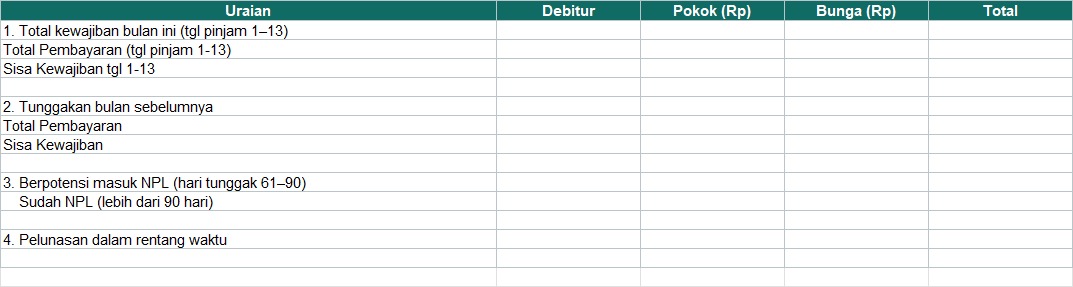 Uraian Debitur Pokok (Rp) Bunga (Rp) Total
1. Total kewajiban bulan ini (tgl pinjam 1–13)
Total Pembayaran (tgl pinjam 1-13)
Sisa Kewajiban tgl 1-13
2. Tunggakan bulan sebelumnya
Total Pembayaran
Sisa Kewajiban
3. Berpotensi masuk NPL (hari tunggak 61–90)
Sudah NPL (lebih dari 90 hari)
4. Pelunasan dalam rentang waktu